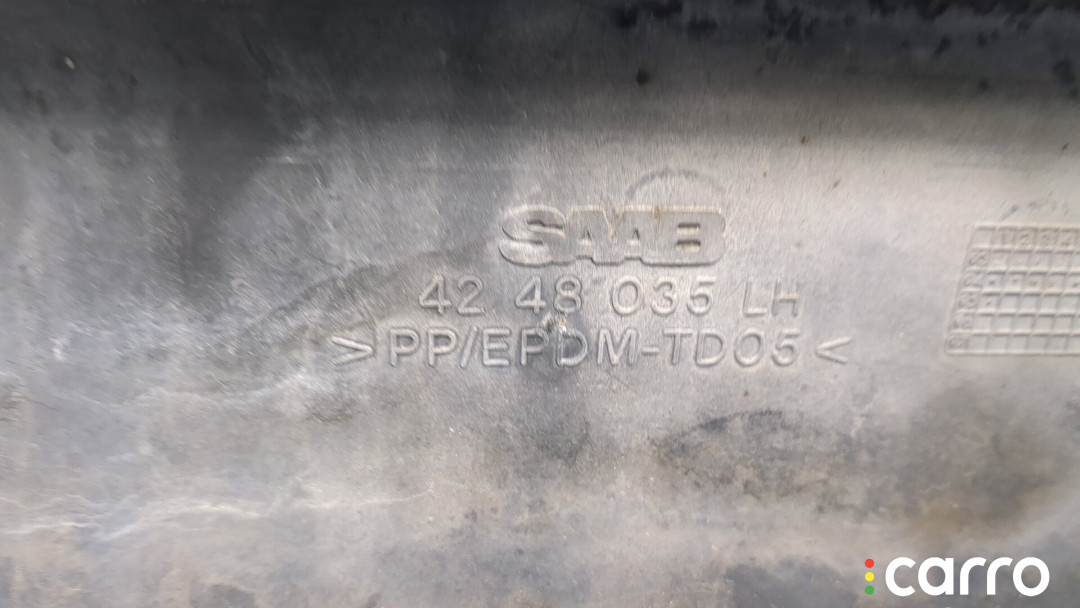 SAAB
42 48 035 LH
>PP/EPDM-TD05<
carro